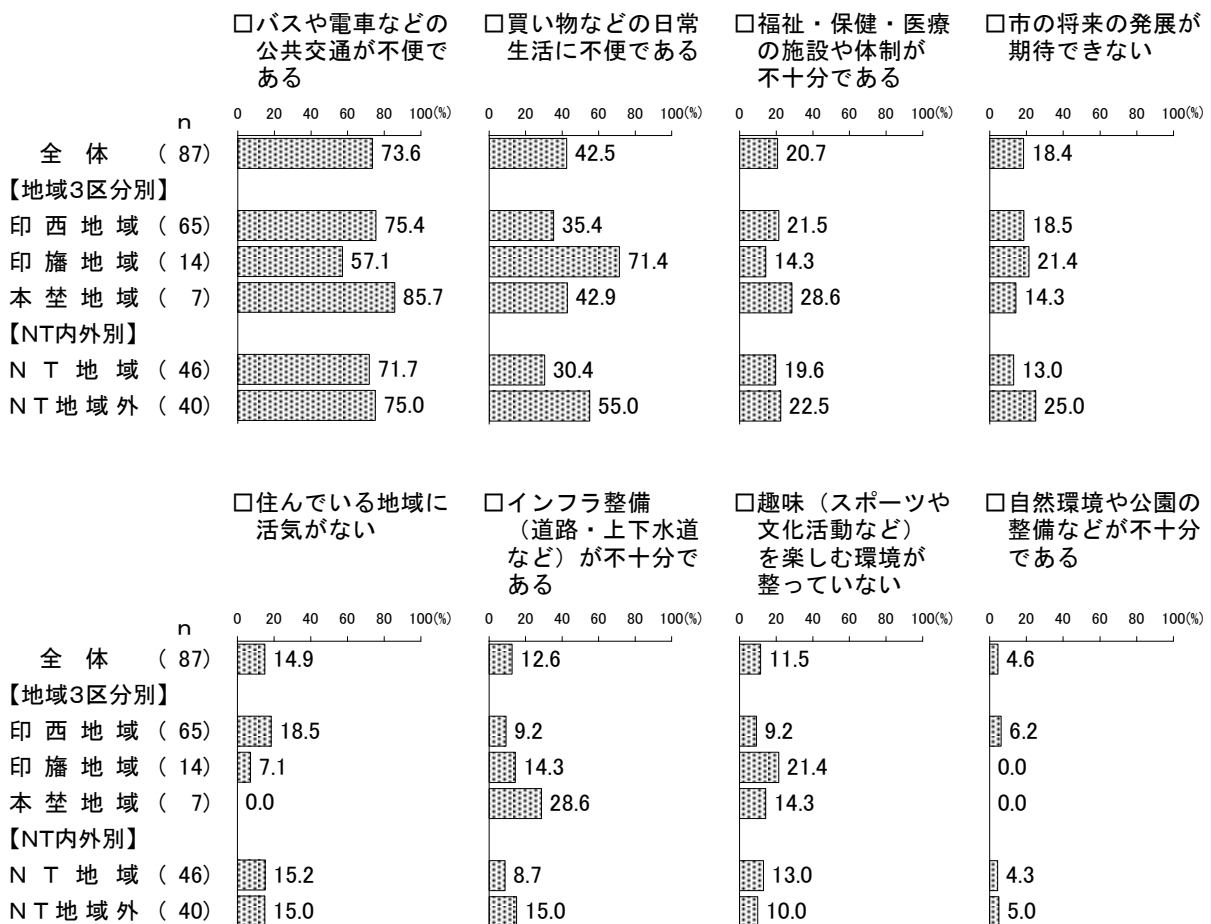 □バスや電車などの □買い物などの日常 □福祉・保健・医療 □市の将来の発展が
公共交通が不便で 生活に不便である の施設や体制が 期待できない
ある 不十分である
0 20 40 60 80 100(%) 0 20 40 60 80 100(%) 0 20 40 60 80 100(%) 0 20 40 60 80 100(%)
n
全 体 ( 87) 73.6 42.5 20.7 18.4
【地域3区分別】
印 西 地 域 ( 65) 75.4 35.4 21.5 18.5
印 旛 地 域 ( 14) 57.1 71.4 14.3 21.4
本 埜 地 域 ( 7) 85.7 42.9 28.6 14.3
【NT内外別】
N T 地 域 ( 46) 71.7 30.4 19.6 13.0
N T 地 域 外 ( 40) 75.0 55.0 22.5 25.0
□住んでいる地域に □インフラ整備 □趣味（スポーツや □自然環境や公園の
活気がない （道路・上下水道 文化活動など） 整備などが不十分
など）が不十分で を楽しむ環境が である
ある 整っていない
0 20 40 60 80 100(%) 0 20 40 60 80 100(%) 0 20 40 60 80 100(%) 0 20 40 60 80 100(%)
n
全 体 ( 87) 14.9 12.6 11.5 4.6
【地域3区分別】
印 西 地 域 ( 65) 18.5 9.2 9.2 6.2
印 旛 地 域 ( 14) 7.1 14.3 21.4 0.0
本 埜 地 域 ( 7) 0.0 28.6 14.3 0.0
【NT内外別】
N T 地 域 ( 46) 15.2 8.7 13.0 4.3
N T 地 域 外 ( 40) 15.0 15.0 10.0 5.0